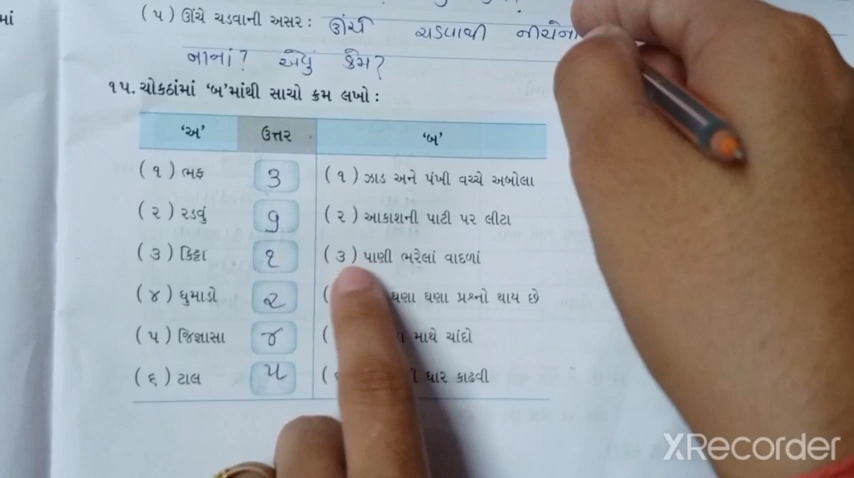 માં
(૫) ઊંચે ચડવાની અસર : ઊંચે ચડવાથી નીચેના
નાનાં? એવું કેમ?
૧૫. ચોકઠાંમાં ‘બ’માંથી સાચો ક્રમ લખો :
‘અ’ ઉત્તર ‘બ’
(૧) ભફ ૩ (૧) ઝાડ અને પંખી વચ્ચે અબોલા
(૨) રડવું ૬ (૨) આકાશની પાટી પર લીટા
(૩) કિટ્ટા ૧ (૩) પાણી ભરેલાં વાદળાં
(૪) ધુમાડો ૨ ( ઘણા ઘણા પ્રશ્નો થાય છે
(૫) જિજ્ઞાસા ૪ ( માથે ચાંદો
(૬) ટાલ ૫ ( ધાર કાઢવી
XRecorder